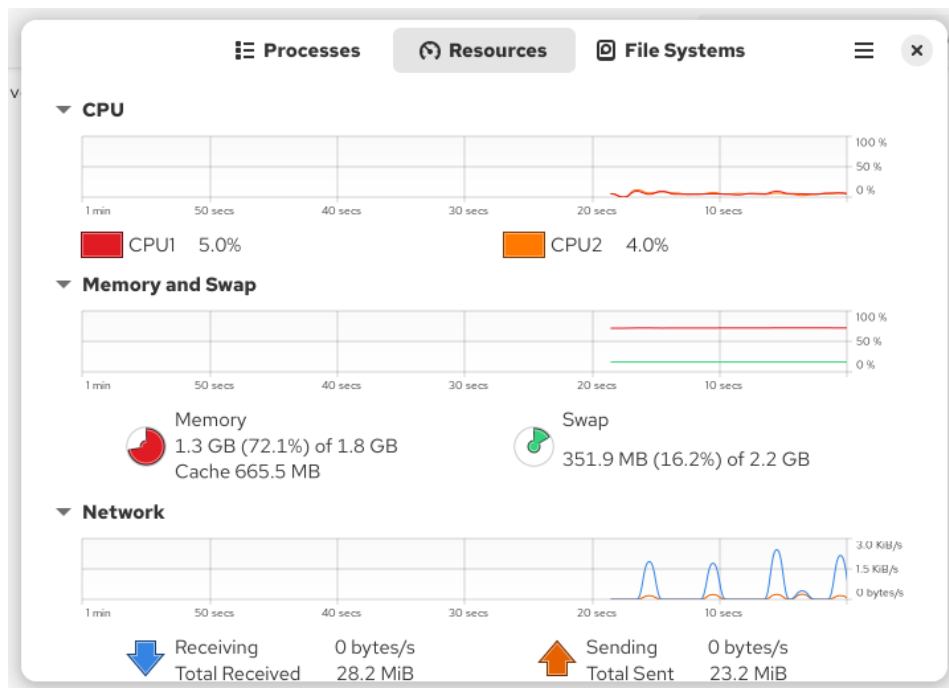 Processes Resources File Systems
v
CPU
100 %
50 %
0 %
1 min 50 secs 40 secs 30 secs 20 secs 10 secs
CPU1 5.0% CPU2 4.0%
Memory and Swap
100 %
50 %
0 %
1 min 50 secs 40 secs 30 secs 20 secs 10 secs
Memory
1.3 GB (72.1%) of 1.8 GB
Cache 665.5 MB
Swap
351.9 MB (16.2%) of 2.2 GB
Network
3.0 KiB/s
1.5 KiB/s
0 bytes/s
1 min 50 secs 40 secs 30 secs 20 secs 10 secs
Receiving 0 bytes/s Sending 0 bytes/s
Total Received 28.2 MiB Total Sent 23.2 MiB